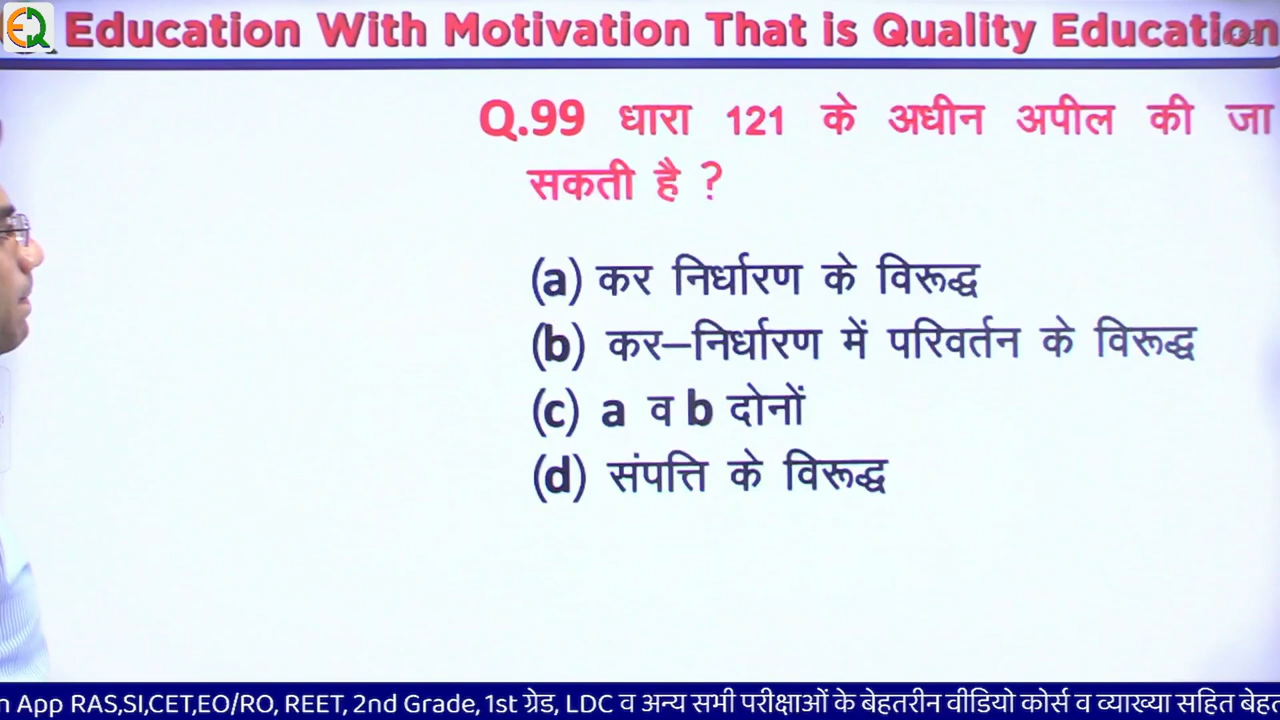 EQ
Education With Motivation That is Quality Education
Q.99 धारा 121 के अधीन अपील की जा
सकती है ?
(a) कर निर्धारण के विरूद्ध
(b) कर–निर्धारण में परिवर्तन के विरूद्ध
(c) a व b दोनों
(d) संपत्ति के विरूद्ध
n App RAS,SI,CET,EO/RO, REET, 2nd Grade, 1st ग्रेड, LDC व अन्य सभी परीक्षाओं के बेहतरीन वीडियो कोर्स व व्याख्या सहित बेहत